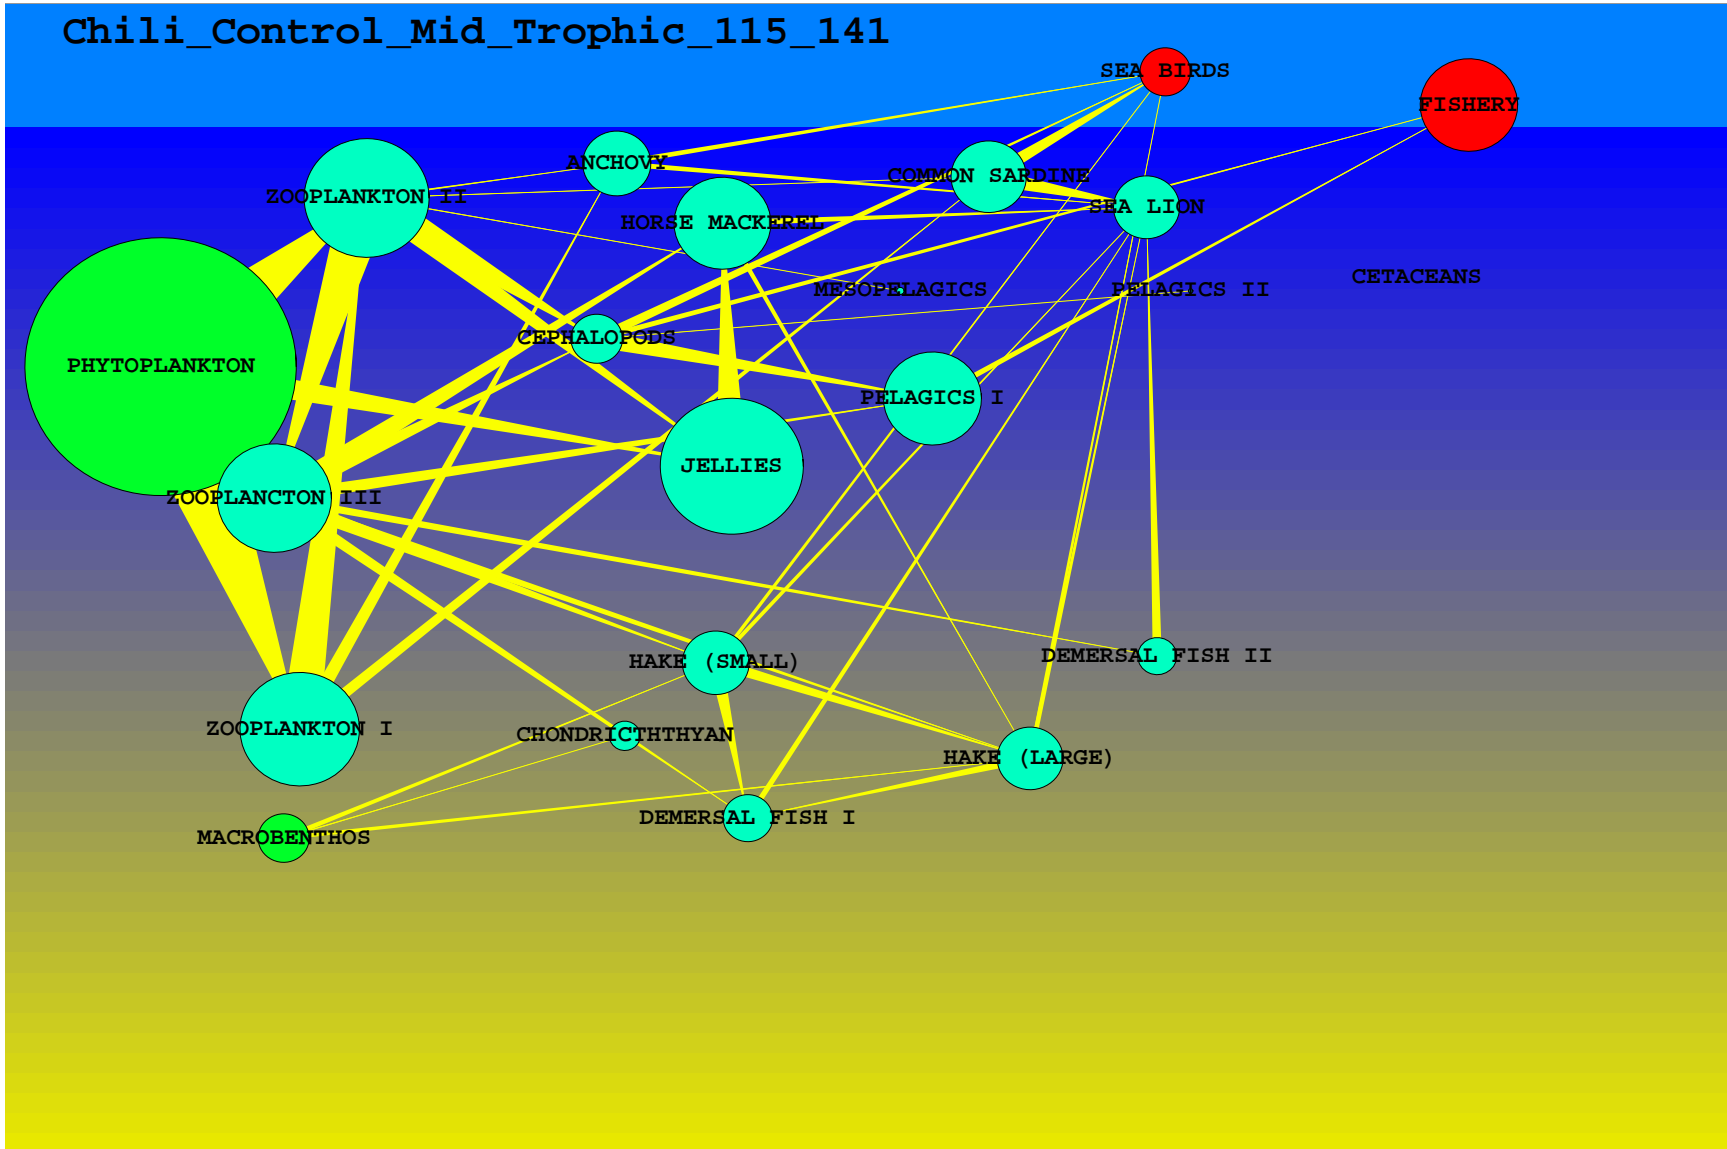 Chili_Control_Mid_Trophic_115_141
SEA BIRDS
FISHERY
ANCHOVY
COMMON SARDINE
ZOOPLANKTON II
SEA LION
HORSE MACKEREL
CETACEANS
MESOPELAGICS
PELAGICS II
CEPHALOPODS
PHYTOPLANKTON
PELAGICS I
JELLIES
ZOOPLANCTON III
DEMERSAL FISH II
HAKE (SMALL)
ZOOPLANKTON I
CHONDRICTHTHYAN
HAKE (LARGE)
DEMERSAL FISH I
MACROBENTHOS